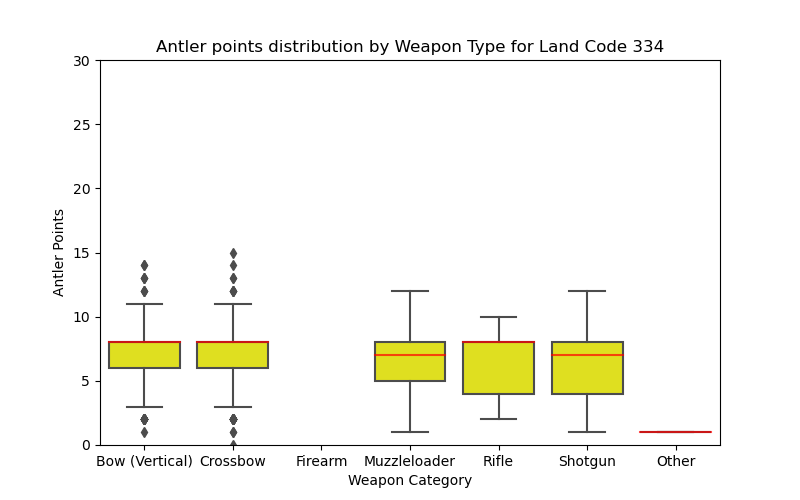 Antler points distribution by Weapon Type for Land Code 334
30
25
20
15
10
5
0
Antler Points
Bow (Vertical) Crossbow Firearm Muzzleloader Rifle Shotgun Other
Weapon Category